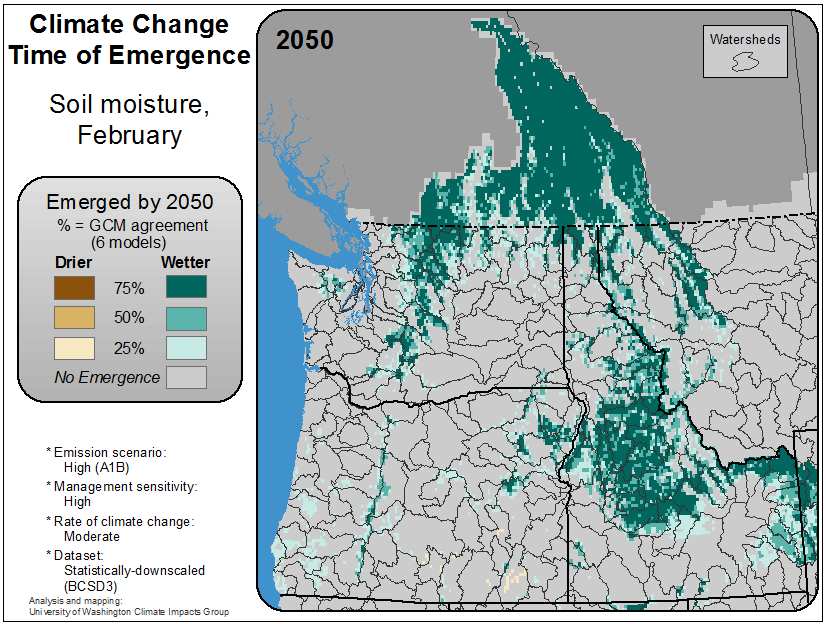 Climate Change
Time of Emergence
Soil moisture,
February
Emerged by 2050
% = GCM agreement
(6 models)
Drier Wetter
75%
50%
25%
No Emergence
* Emission scenario:
High (A1B)
* Management sensitivity:
High
* Rate of climate change:
Moderate
* Dataset:
Statistically-downscaled
(BCSD3)
Analysis and mapping:
University of Washington Climate Impacts Group
2050
Watersheds